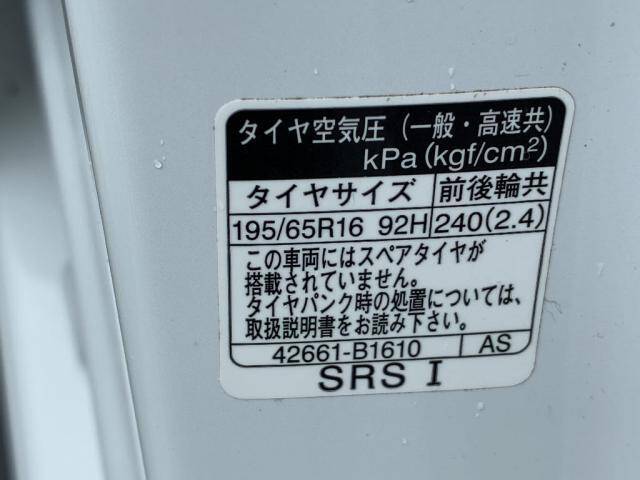 タイヤ空気圧（一般・高速共）
kPa(kgf/cm²)
タイヤサイズ 前後輪共
195/65R16 92H 240(2.4)
この車両にはスペアタイヤが
搭載されていません。
タイヤパンク時の処置については、
取扱説明書をお読み下さい。
42661-B1610 AS
SRS I